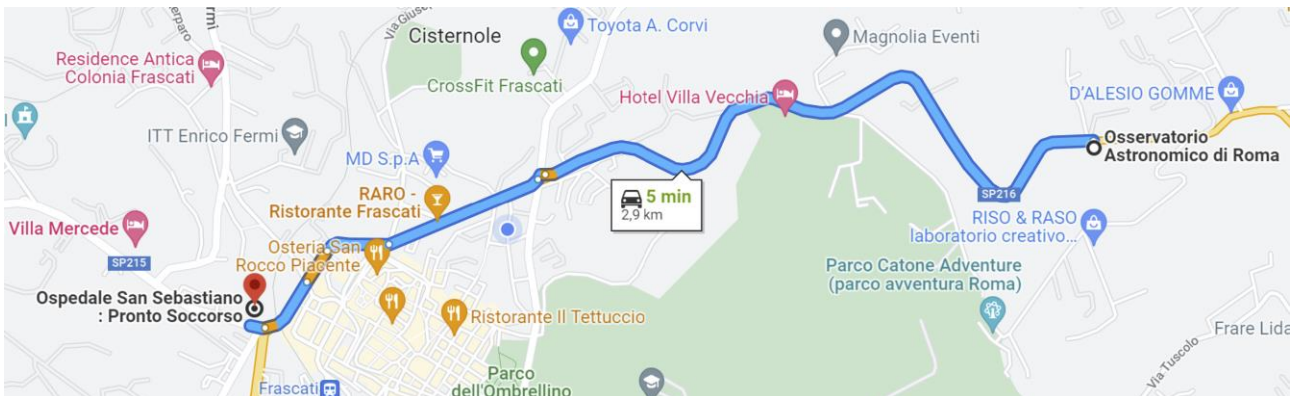 Via Giusep
Toyota A. Corvi
Cisternole
Magnolia Eventi
Residence Antica
Colonia Frascati
CrossFit Frascati
Hotel Villa Vecchia
D'ALESIO GOMME
ITT Enrico Fermi
Osservatorio
Astronomico di Roma
MD S.p.A
5 min
2,9 km
RARO -
Ristorante Frascati
SP216
Villa Mercede
RISO & RASO
laboratorio creativo...
Osteria San
Rocco Piacente
SP215
Parco Catone Adventure
(parco avventura Roma)
Ospedale San Sebastiano
: Pronto Soccorso
Ristorante Il Tettuccio
Frare Lida
Via Tuscolo
Parco
dell'Ombrellino
Frascati